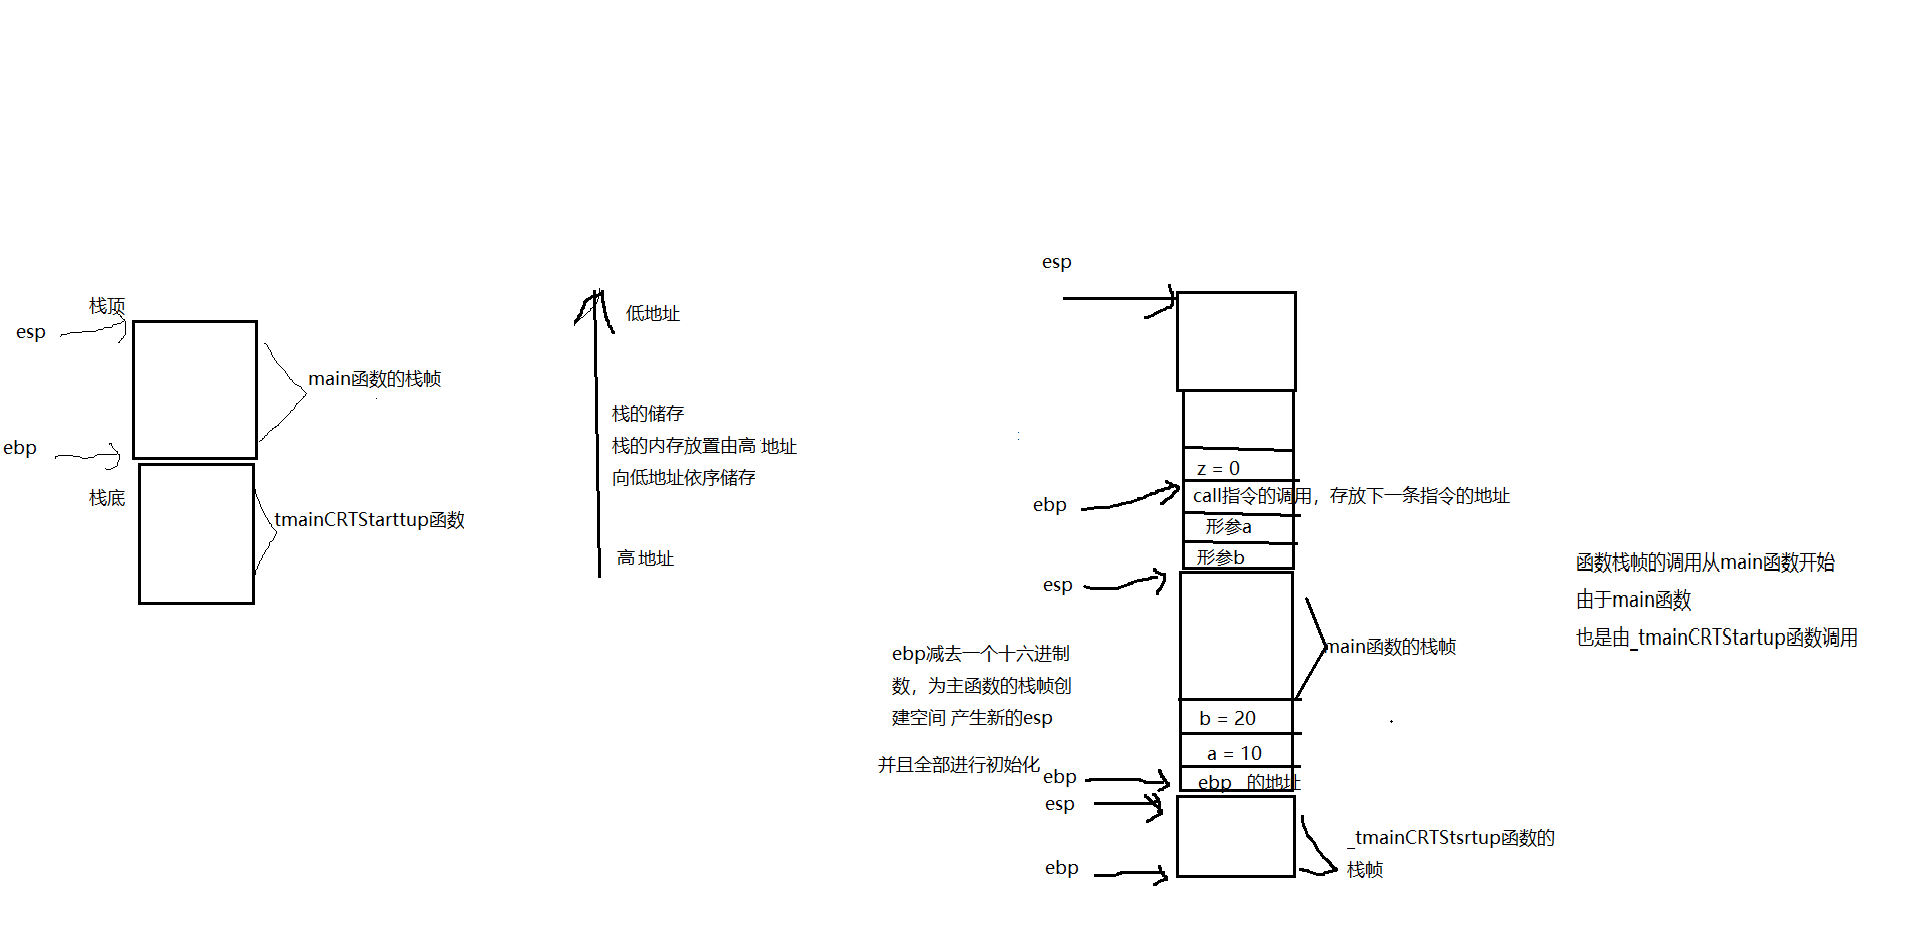 栈顶
esp
main函数的栈帧
ebp
栈底
tmainCRTStarttup函数
低地址
栈的储存
栈的内存放置由高 地址
向低地址依序储存
高 地址
esp
z = 0
ebp
call指令的调用，存放下一条指令的地址
形参a
形参b
esp
main函数的栈帧
ebp减去一个十六进制
数，为主函数的栈帧创
建空间 产生新的esp
并且全部进行初始化
b = 20
a = 10
ebp
ebp 的地址
esp
ebp
_tmainCRTStsrtup函数的
栈帧
函数栈帧的调用从main函数开始
由于main函数
也是由_tmainCRTStartup函数调用